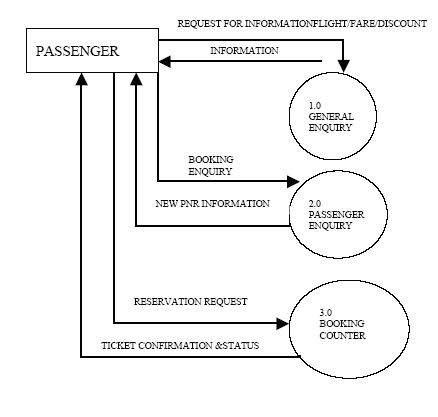 REQUEST FOR INFORMATIONFLIGHT/FARE/DISCOUNT
PASSENGER
INFORMATION
1.0
GENERAL
ENQUIRY
BOOKING
ENQUIRY
NEW PNR INFORMATION
2.0
PASSENGER
ENQUIRY
RESERVATION REQUEST
3.0
BOOKING
COUNTER
TICKET CONFIRMATION &STATUS